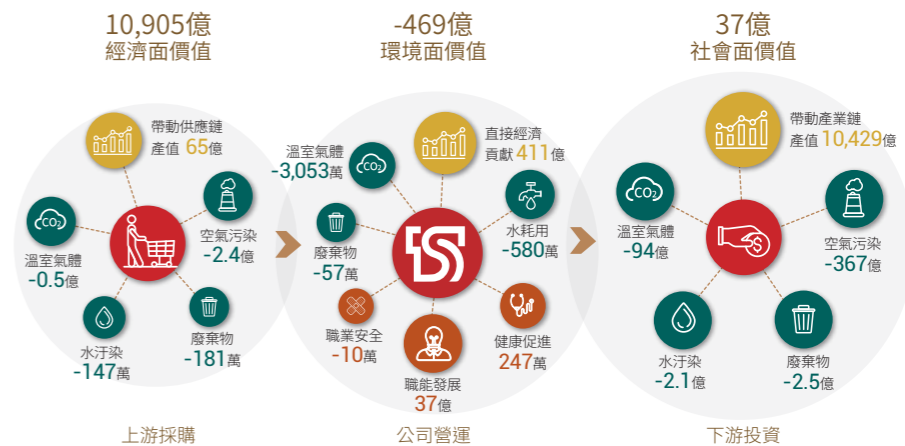 10,905億
經濟面價值
-469億
環境面價值
37億
社會面價值
帶動供應鏈
產值 65億
CO₂
溫室氣體
-0.5億
空氣污染
-2.4億
水汙染
-147萬
廢棄物
-181萬
上游採購
直接經濟
貢獻 411億
溫室氣體
-3,053萬
CO₂
水耗用
-580萬
廢棄物
-57萬
職業安全
-10萬
健康促進
247萬
職能發展
37億
公司營運
帶動產業鏈
產值 10,429億
CO₂
溫室氣體
-94億
空氣污染
-367億
$
水汙染
-2.1億
廢棄物
-2.5億
下游投資